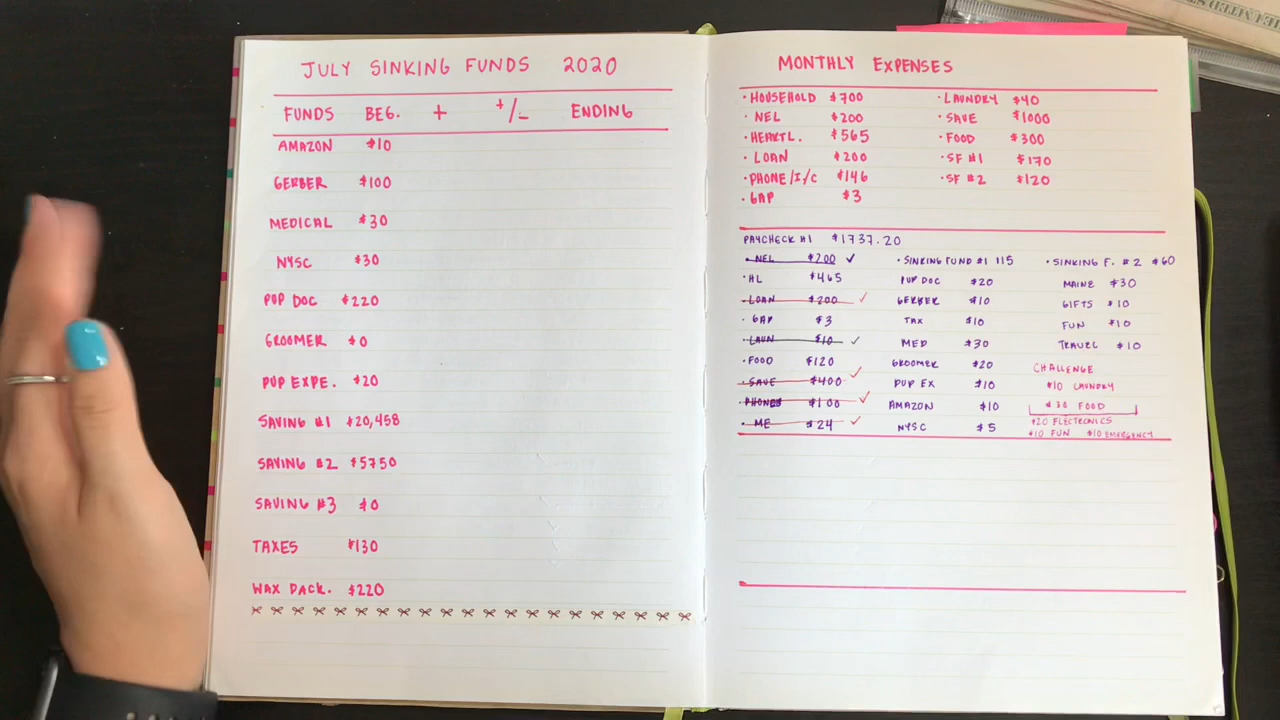 JULY SINKING FUNDS 2020
FUNDS BEG. + +/- ENDING
AMAZON $10
GERBER $100
MEDICAL $30
NYSC $30
PUP DOC $220
GROOMER $0
PUP EXPE. $20
SAVING #1 $20,458
SAVING #2 $5750
SAVING #3 $0
TAXES $130
WAX PACK. $220
MONTHLY EXPENSES
· HOUSEHOLD $700
· NEL $200
· HEARTL. $565
· LOAN $200
· PHONE/I/C $146
· GAP $3
· LAUNDRY $40
· SAVE $1000
· FOOD $300
· SF #1 $170
· SF #2 $120
PAYCHECK #1 $1737.20
· NEL $200 ✓
· HL $465
· LOAN $200 ✓
· GAP $3
· LAUN $10 ✓
· FOOD $120
· SAVE $400 ✓
· PHONES $100 ✓
· ME $24 ✓
· SINKING FUND #1 115
PUP DOC $20
GERBER $10
TAX $10
MED $30
GROOMER $20
PUP EX $10
AMAZON $10
NYSC $5
· SINKING F. #2 $60
MAINE $30
GIFTS $10
FUN $10
TRAVEL $10
CHALLENGE
$10 LAUNDRY
$30 FOOD
$20 ELECTRONICS
$10 FUN $10 EMERGENCY